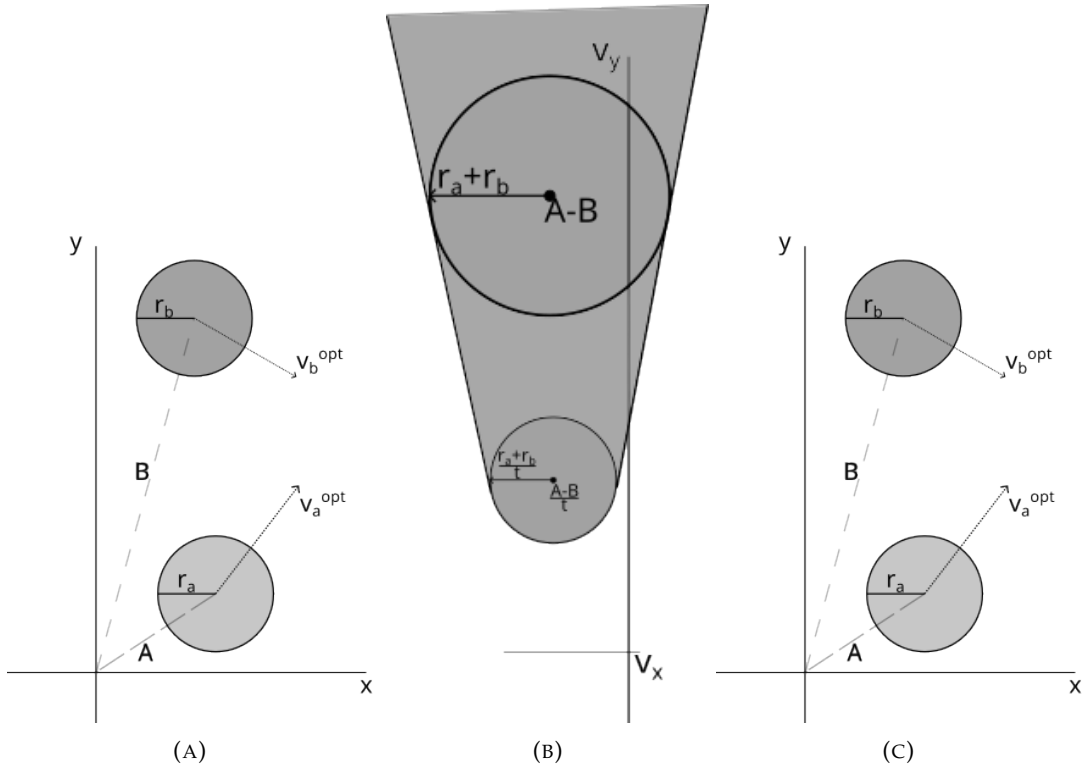 y
r_b
v_b^opt
B
v_a^opt
r_a
A
x
(A)
v_y
r_a+r_b
A-B
r_a+r_b
t
A-B
t
v_x
(B)
y
r_b
v_b^opt
B
v_a^opt
r_a
A
x
(C)